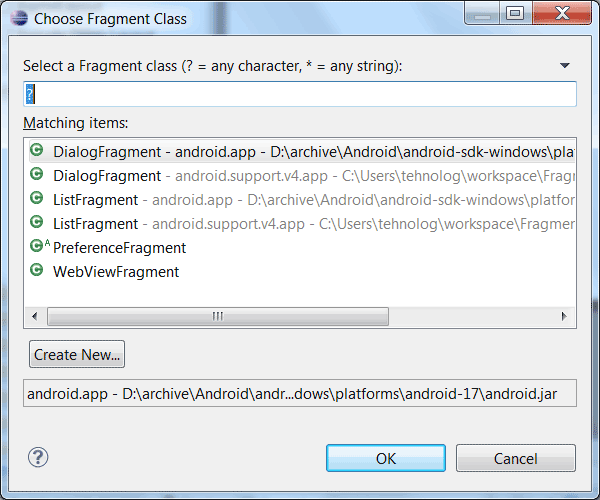 Choose Fragment Class
Select a Fragment class (? = any character, * = any string):
?
Matching items:
DialogFragment - android.app - D:\archive\Android\android-sdk-windows\plat
DialogFragment - android.support.v4.app - C:\Users\tehnolog\workspace\Fragm
ListFragment - android.app - D:\archive\Android\android-sdk-windows\platfor
ListFragment - android.support.v4.app - C:\Users\tehnolog\workspace\Fragmer
PreferenceFragment
WebViewFragment
Create New...
android.app - D:\archive\Android\andr...dows\platforms\android-17\android.jar
OK
Cancel